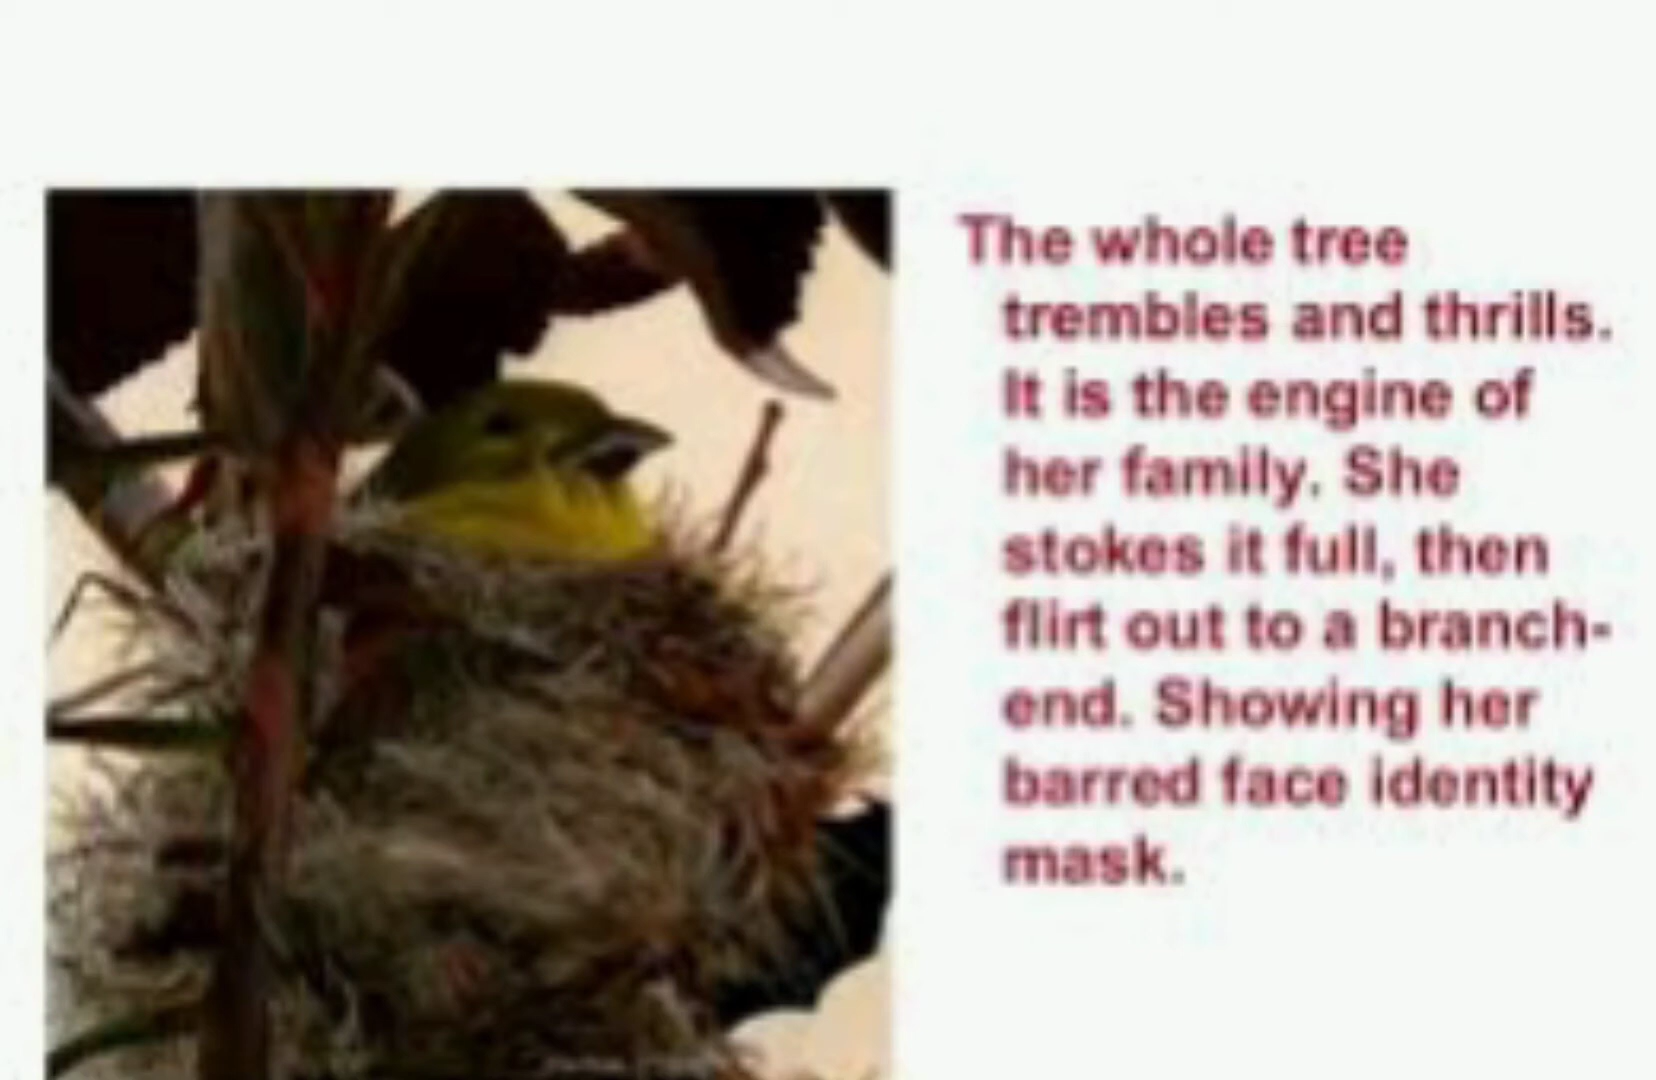 The whole tree
trembles and thrills.
It is the engine of
her family. She
stokes it full, then
flirt out to a branch-
end. Showing her
barred face identity
mask.